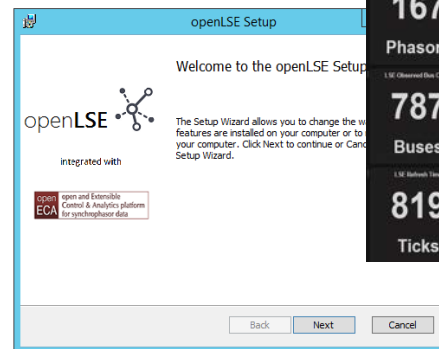 openLSE Setup
Welcome to the openLSE Setup
openLSE
The Setup Wizard allows you to change the w
features are installed on your computer or to
your computer. Click Next to continue or Canc
Setup Wizard.
integrated with
open ECA
open and Extensible
Control & Analytics platform
for synchrophasor data
Back
Next
Cancel
167
Phasor
LSE Observed Bus C
787
Buses
LSE Refresh Time
819
Ticks